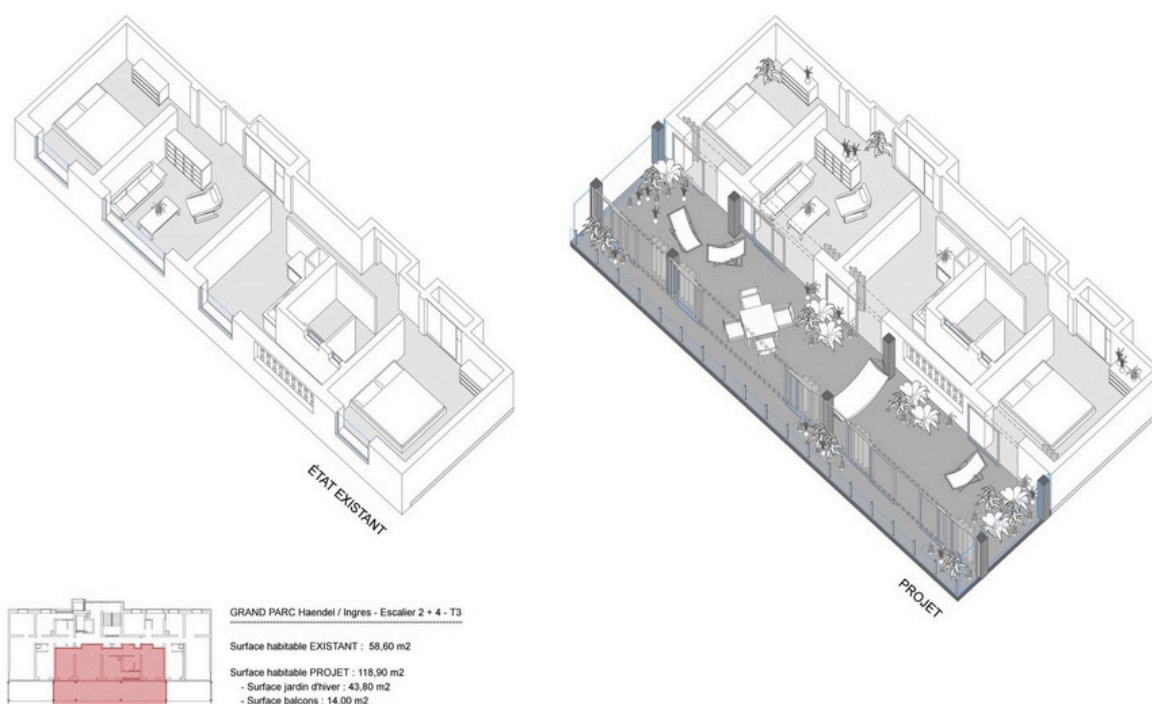 ÉTAT EXISTANT
PROJET
GRAND PARC Haendel / Ingres - Escalier 2 + 4 - T3
Surface habitable EXISTANT : 58,60 m2
Surface habitable PROJET : 118,90 m2
- Surface jardin d'hiver : 43,80 m2
- Surface balcons : 14,00 m2